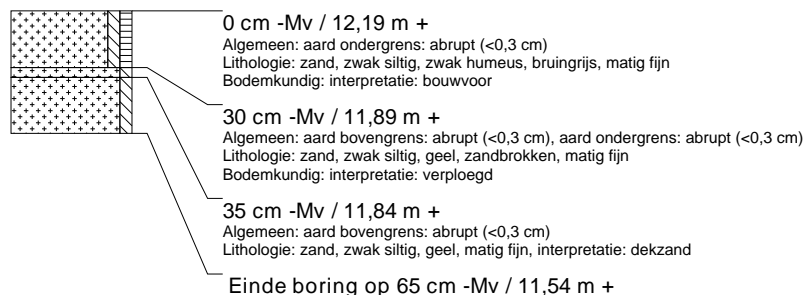 0 cm -Mv / 12,19 m +
Algemeen: aard ondergrens: abrupt (<0,3 cm)
Lithologie: zand, zwak siltig, zwak humeus, bruingrijs, matig fijn
Bodemkundig: interpretatie: bouwvoor
30 cm -Mv / 11,89 m +
Algemeen: aard bovengrens: abrupt (<0,3 cm), aard ondergrens: abrupt (<0,3 cm)
Lithologie: zand, zwak siltig, geel, zandbrokken, matig fijn
Bodemkundig: interpretatie: verploegd
35 cm -Mv / 11,84 m +
Algemeen: aard bovengrens: abrupt (<0,3 cm)
Lithologie: zand, zwak siltig, geel, matig fijn, interpretatie: dekzand
Einde boring op 65 cm -Mv / 11,54 m +